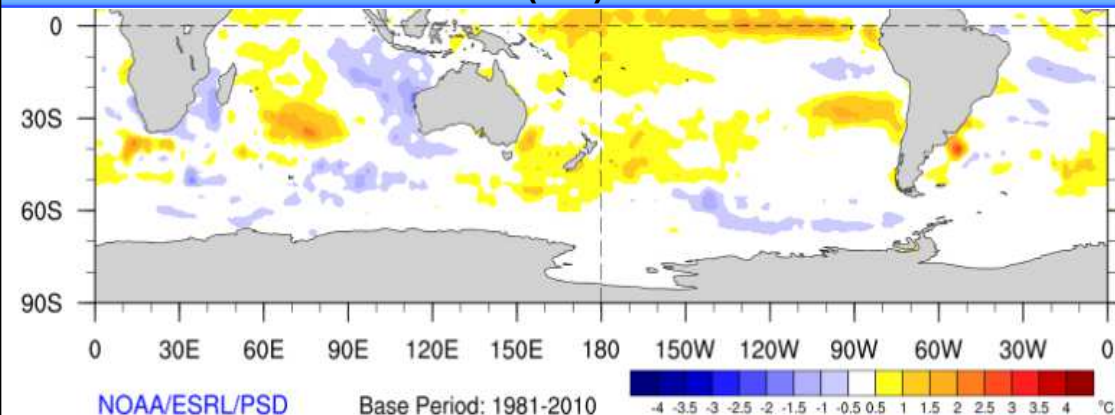 0
30S
60S
90S
0 30E 60E 90E 120E 150E 180 150W 120W 90W 60W 30W 0
NOAA/ESRL/PSD Base Period: 1981-2010
-4 -3.5 -3 -2.5 -2 -1.5 -1 -0.5 0.5 1 1.5 2 2.5 3 3.5 4 °C